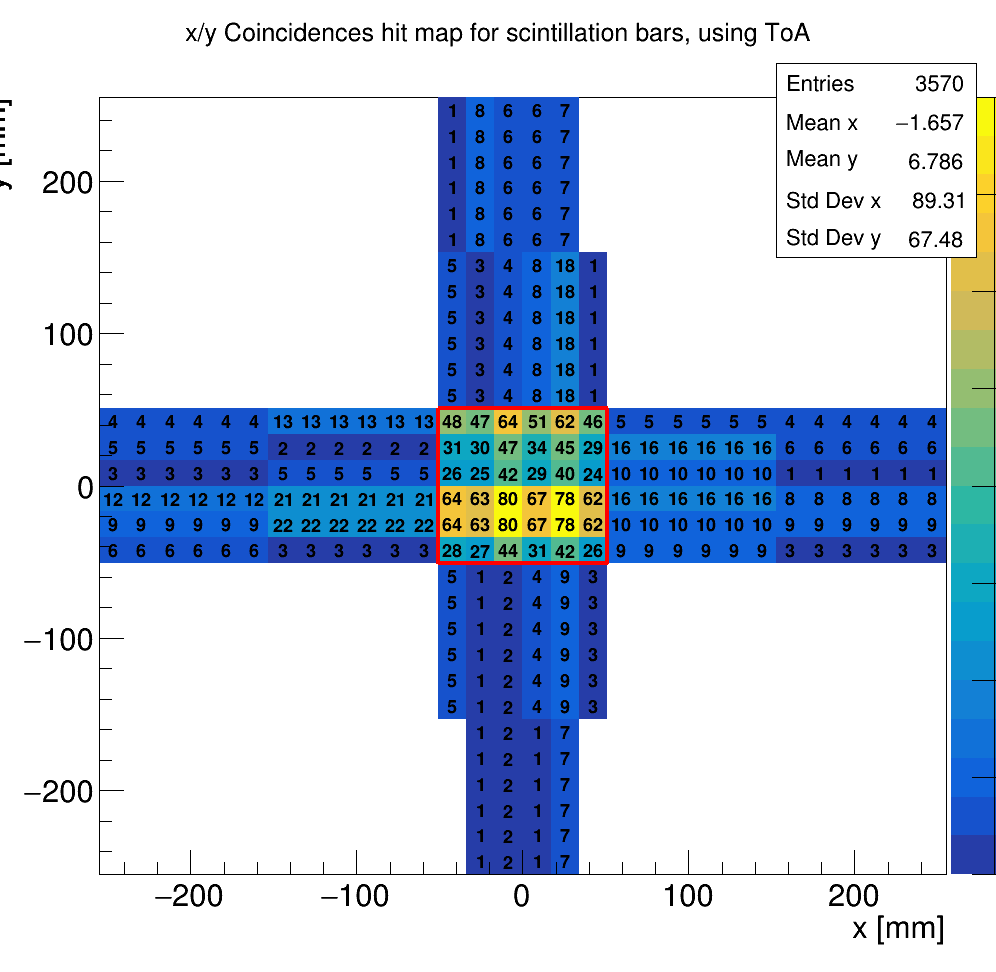 x/y Coincidences hit map for scintillation bars, using ToA
Entries 3570
Mean x −1.657
Mean y 6.786
Std Dev x 89.31
Std Dev y 67.48
y [mm]
1 8 6 6 7
1 8 6 6 7
1 8 6 6 7
200 1 8 6 6 7
1 8 6 6 7
1 8 6 6 7
5 3 4 8 18 1
5 3 4 8 18 1
5 3 4 8 18 1
100 5 3 4 8 18 1
5 3 4 8 18 1
5 3 4 8 18 1
4 4 4 4 4 4 13 13 13 13 13 13 48 47 64 51 62 46 5 5 5 5 5 5 4 4 4 4 4 4
5 5 5 5 5 5 2 2 2 2 2 2 31 30 47 34 45 29 16 16 16 16 16 16 6 6 6 6 6 6
3 3 3 3 3 3 5 5 5 5 5 5 26 25 42 29 40 24 10 10 10 10 10 10 1 1 1 1 1 1
0 12 12 12 12 12 12 21 21 21 21 21 21 64 63 80 67 78 62 16 16 16 16 16 16 8 8 8 8 8 8
9 9 9 9 9 9 22 22 22 22 22 22 64 63 80 67 78 62 10 10 10 10 10 10 9 9 9 9 9 9
6 6 6 6 6 6 3 3 3 3 3 3 28 27 44 31 42 26 9 9 9 9 9 9 3 3 3 3 3 3
5 1 2 4 9 3
5 1 2 4 9 3
5 1 2 4 9 3
−100 5 1 2 4 9 3
5 1 2 4 9 3
5 1 2 4 9 3
1 2 1 7
1 2 1 7
−200 1 2 1 7
1 2 1 7
1 2 1 7
1 2 1 7
−200 −100 0 100 200
x [mm]